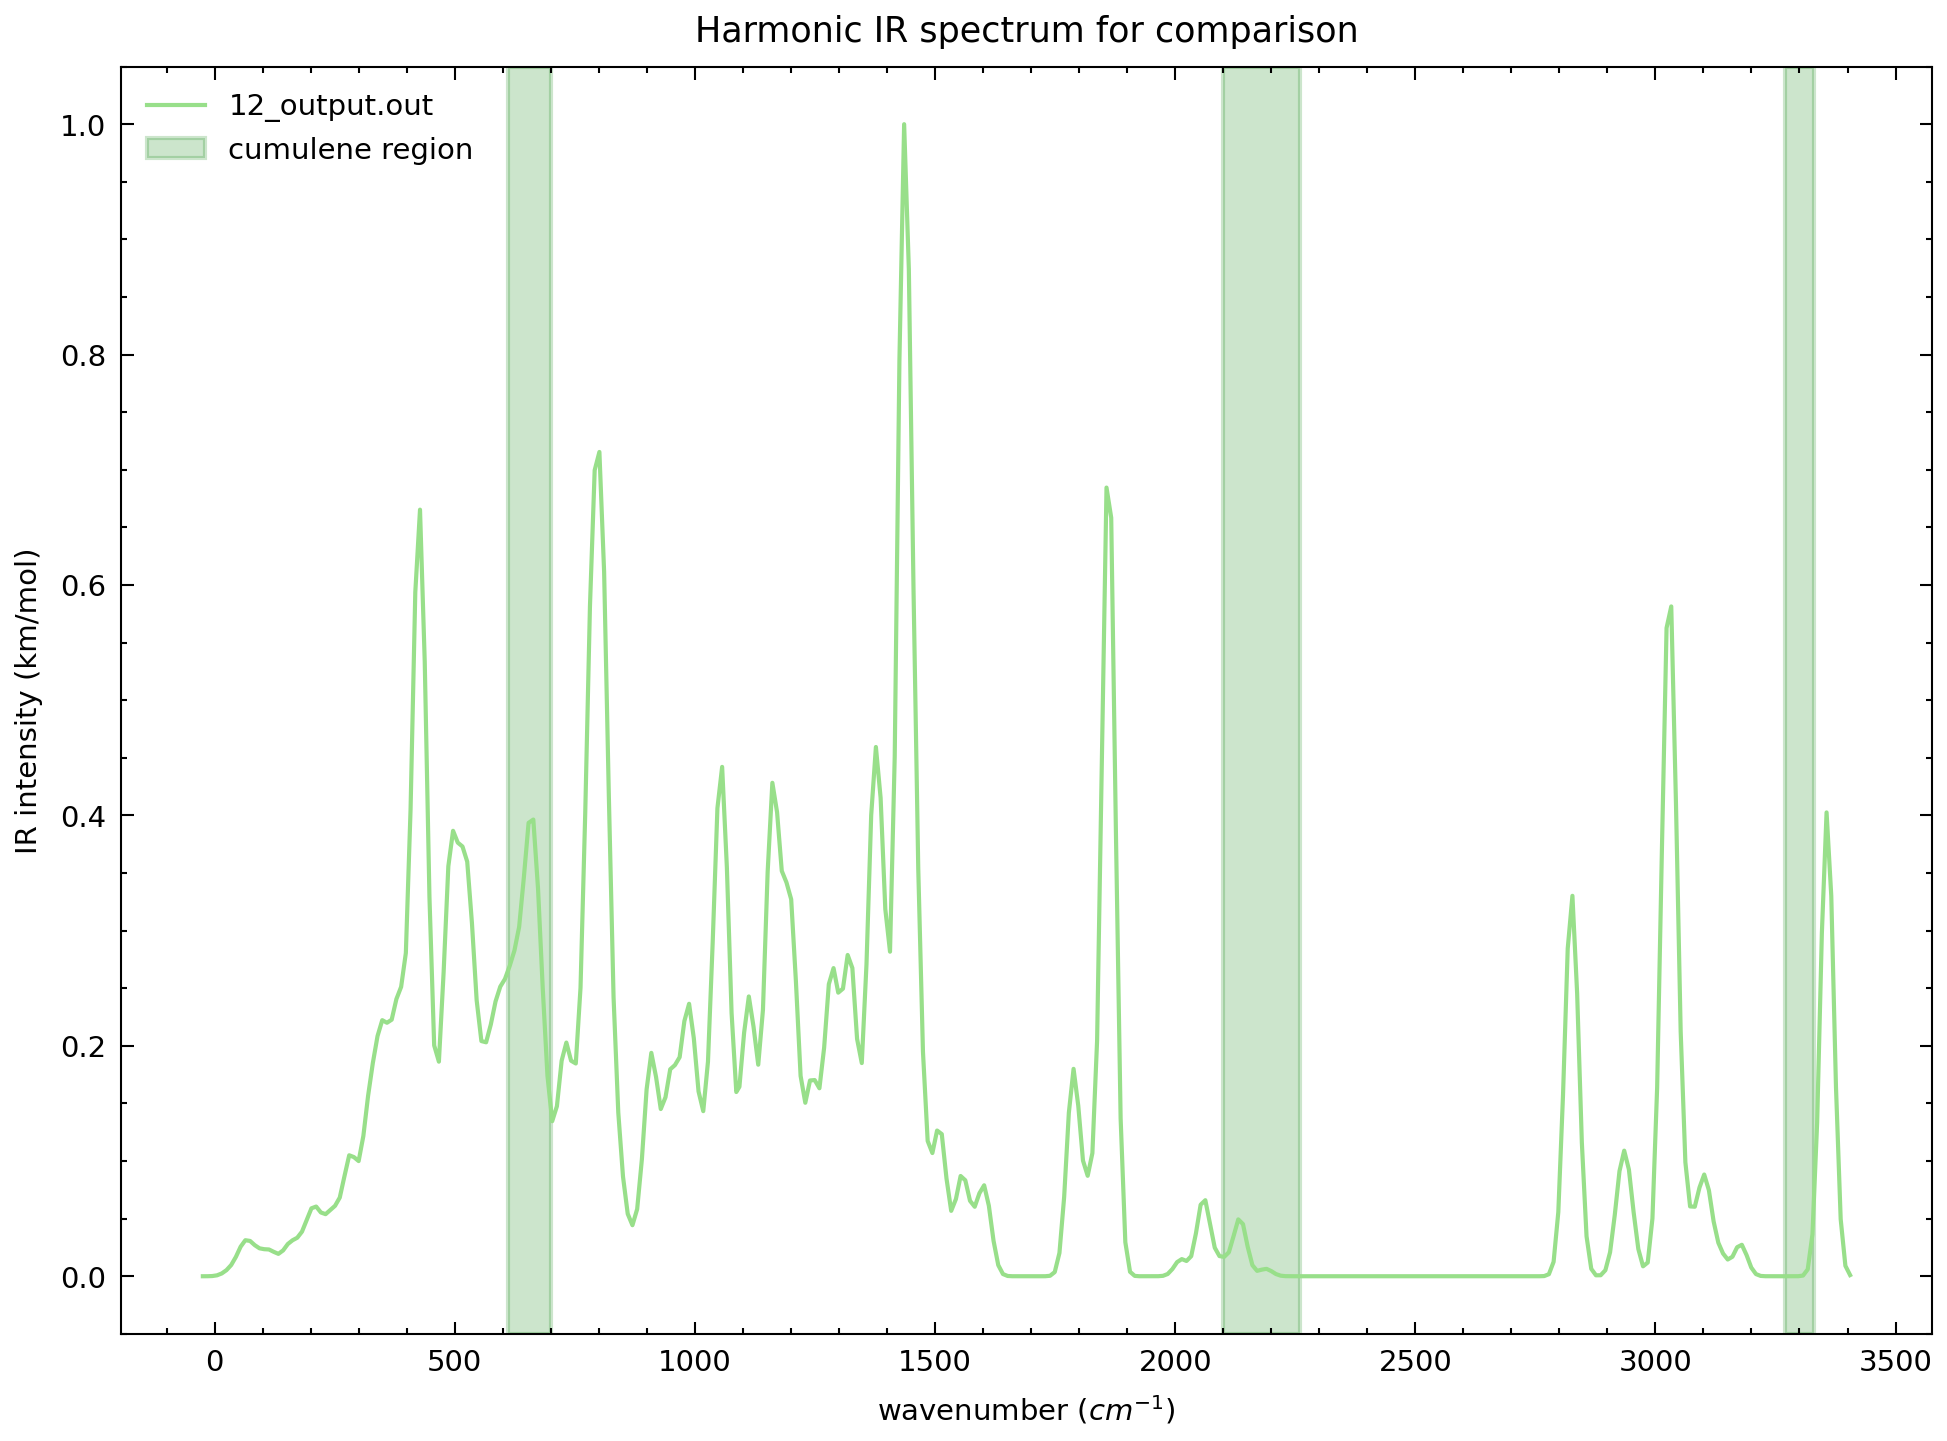 Harmonic IR spectrum for comparison
12_output.out
cumulene region
IR intensity (km/mol)
1.0
0.8
0.6
0.4
0.2
0.0
0 500 1000 1500 2000 2500 3000 3500
wavenumber (cm⁻¹)